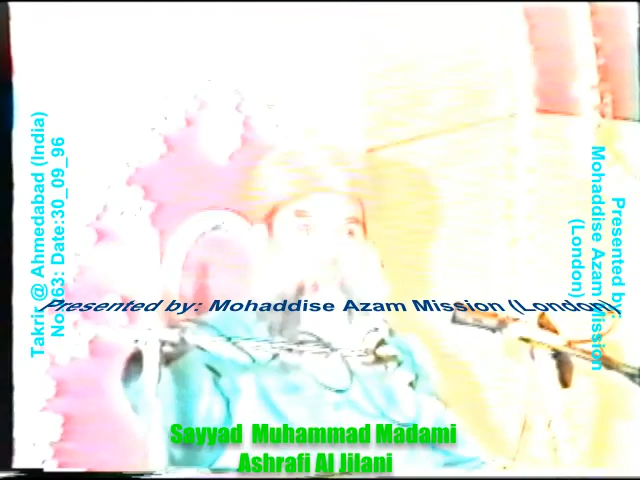 Takrir @ Ahmedabad (India)
No 163: Date:30_09_96
Presented by:
Mohaddise Azam Mission
(London)
Presented by: Mohaddise Azam Mission (London)
Sayyad Muhammad Madami
Ashrafi Al Jilani